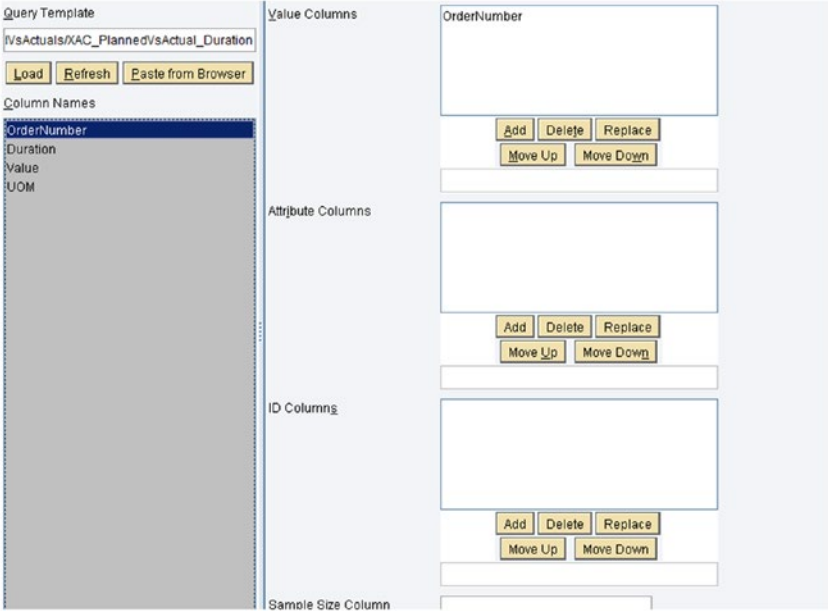 Query Template
lVsActuals/XAC_PlannedVsActual_Duration
Load Refresh Paste from Browser
Column Names
OrderNumber
Duration
Value
UOM
Value Columns
OrderNumber
Add Delete Replace
Move Up Move Down
Attribute Columns
Add Delete Replace
Move Up Move Down
ID Columns
Add Delete Replace
Move Up Move Down
Sample Size Column